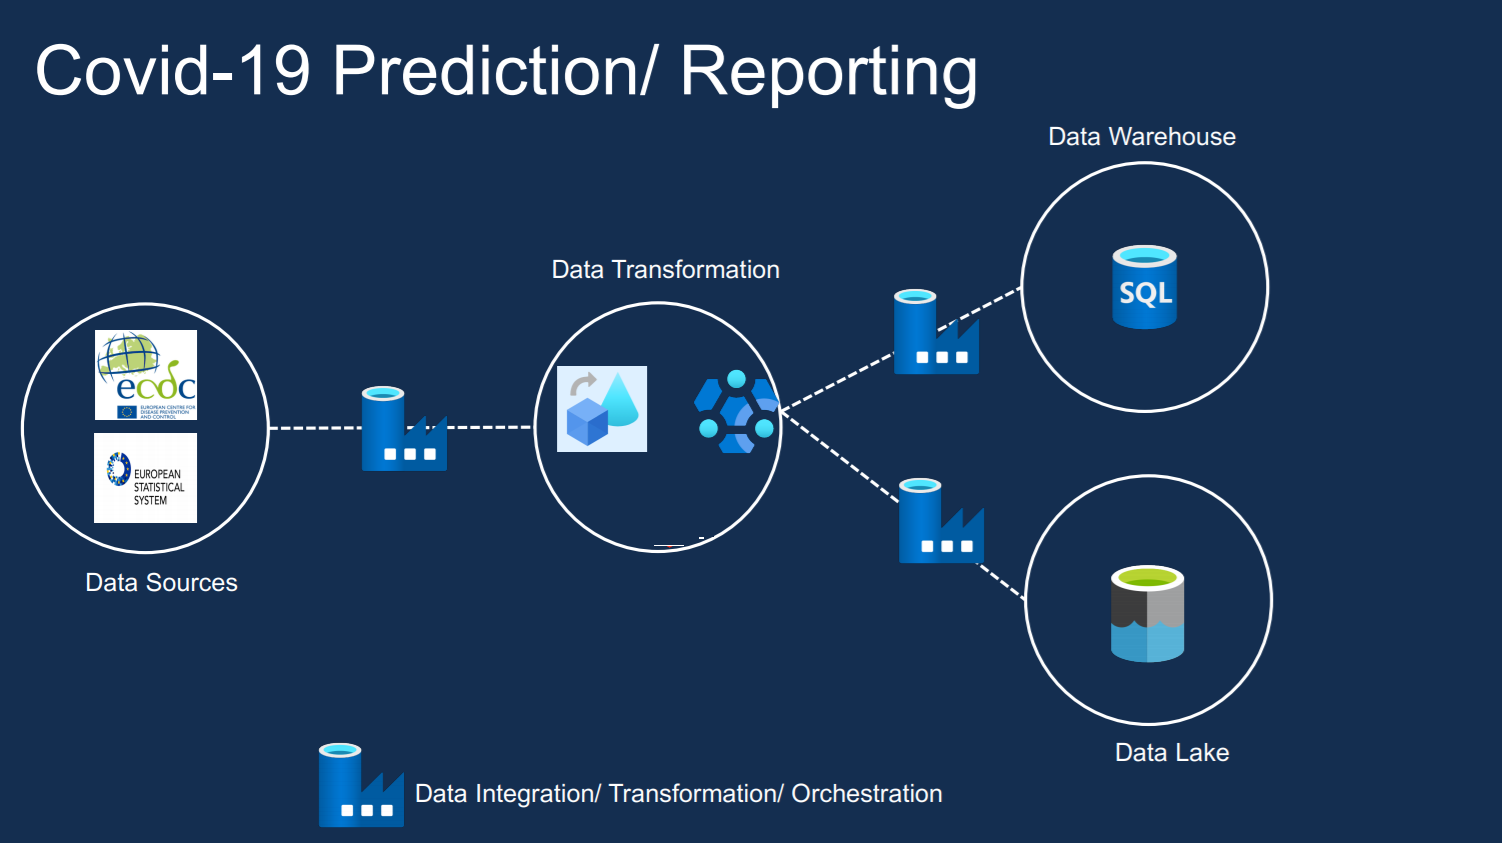 Covid-19 Prediction/ Reporting
Data Warehouse
SQL
Data Transformation
ecdc
EUROPEAN CENTRE FOR
DISEASE PREVENTION
AND CONTROL
EUROPEAN
STATISTICAL
SYSTEM
Data Sources
Data Lake
Data Integration/ Transformation/ Orchestration